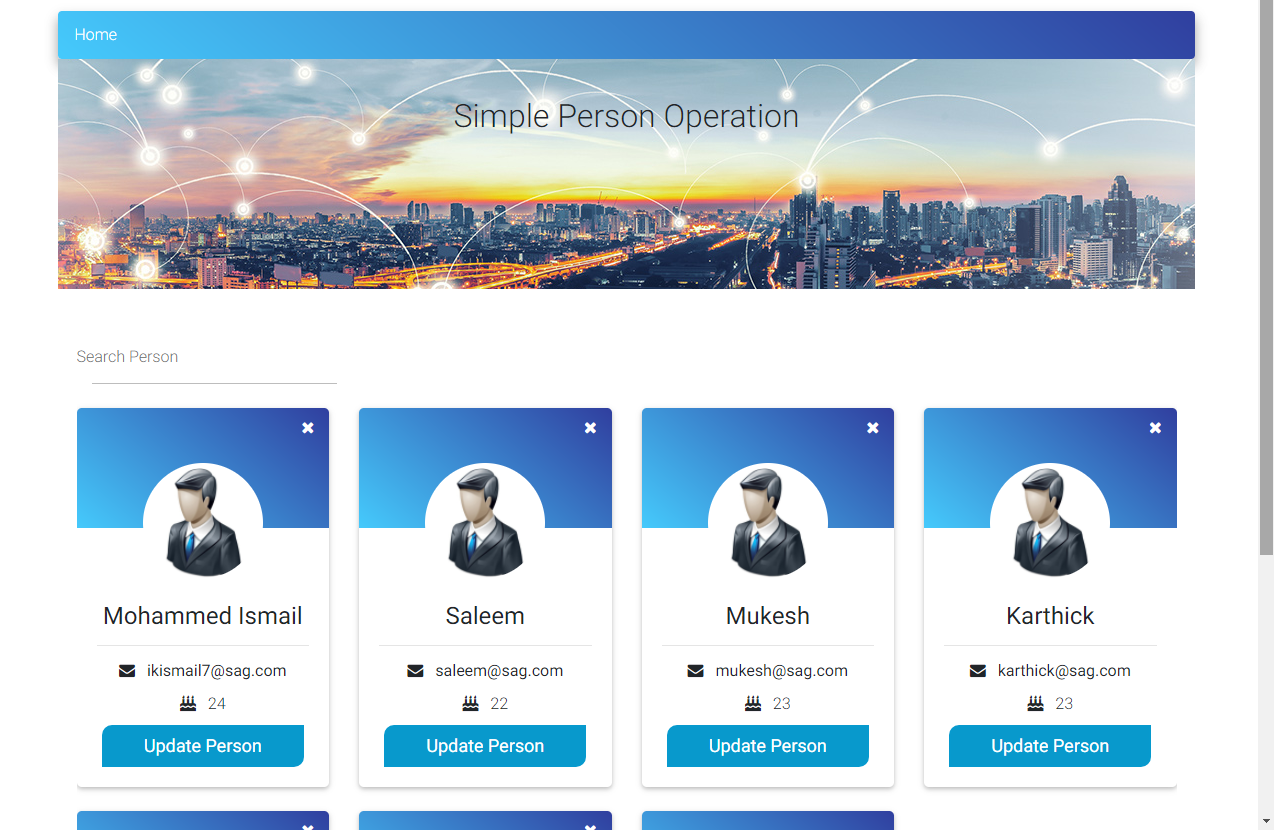 Home
Simple Person Operation
Search Person
Mohammed Ismail
ikismail7@sag.com
24
Update Person
Saleem
saleem@sag.com
22
Update Person
Mukesh
mukesh@sag.com
23
Update Person
Karthick
karthick@sag.com
23
Update Person